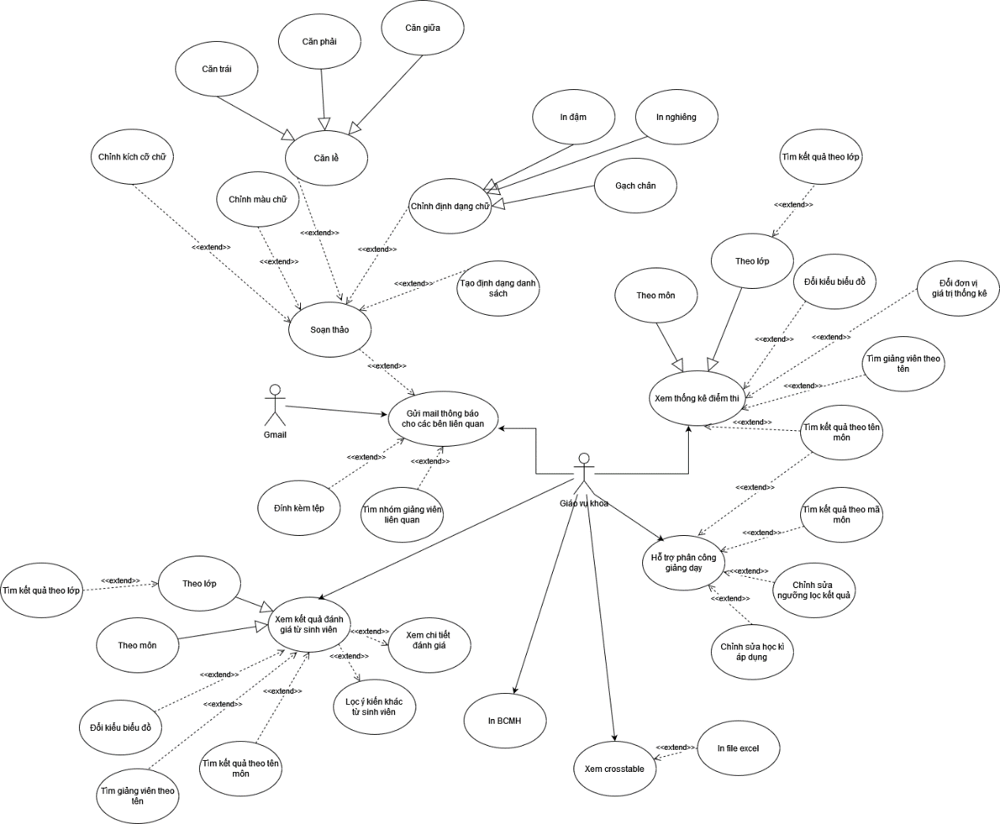 Căn giữa
Căn phải
Căn trái
In đậm
In nghiêng
Chỉnh kích cỡ chữ
Căn lề
Tìm kết quả theo lớp
Gạch chân
Chỉnh màu chữ
Chỉnh định dạng chữ
<<extend>>
<<extend>>
<<extend>>
<<extend>>
<<extend>>
Theo lớp
<<extend>>
Tạo định dạng danh
sách
Đổi kiểu biểu đồ
Đổi đơn vị
giá trị thống kê
Theo môn
Soạn thảo
<<extend>>
<<extend>>
Tìm giảng viên theo
tên
<<extend>>
<<extend>>
Xem thống kê điểm thi
Gửi mail thông báo
cho các bên liên quan
<<extend>>
Tìm kết quả theo tên
môn
Gmail
<<extend>>
<<extend>>
<<extend>>
Giáo vụ khoa
Đính kèm tệp
Tìm nhóm giảng viên
liên quan
Tìm kết quả theo mã
môn
<<extend>>
Hỗ trợ phân công
giảng dạy
<<extend>>
Chỉnh sửa
ngưỡng lọc kết quả
<<extend>>
Theo lớp
<<extend>>
Tìm kết quả theo lớp
Xem kết quả đánh
giá từ sinh viên
<<extend>>
Xem chi tiết
đánh giá
Theo môn
<<extend>>
Chỉnh sửa học kì
áp dụng
<<extend>>
<<extend>>
<<extend>>
Lọc ý kiến khác
từ sinh viên
Đổi kiểu biểu đồ
In BCMH
<<extend>>
In file excel
Tìm kết quả theo tên
môn
Xem crosstable
Tìm giảng viên theo
tên